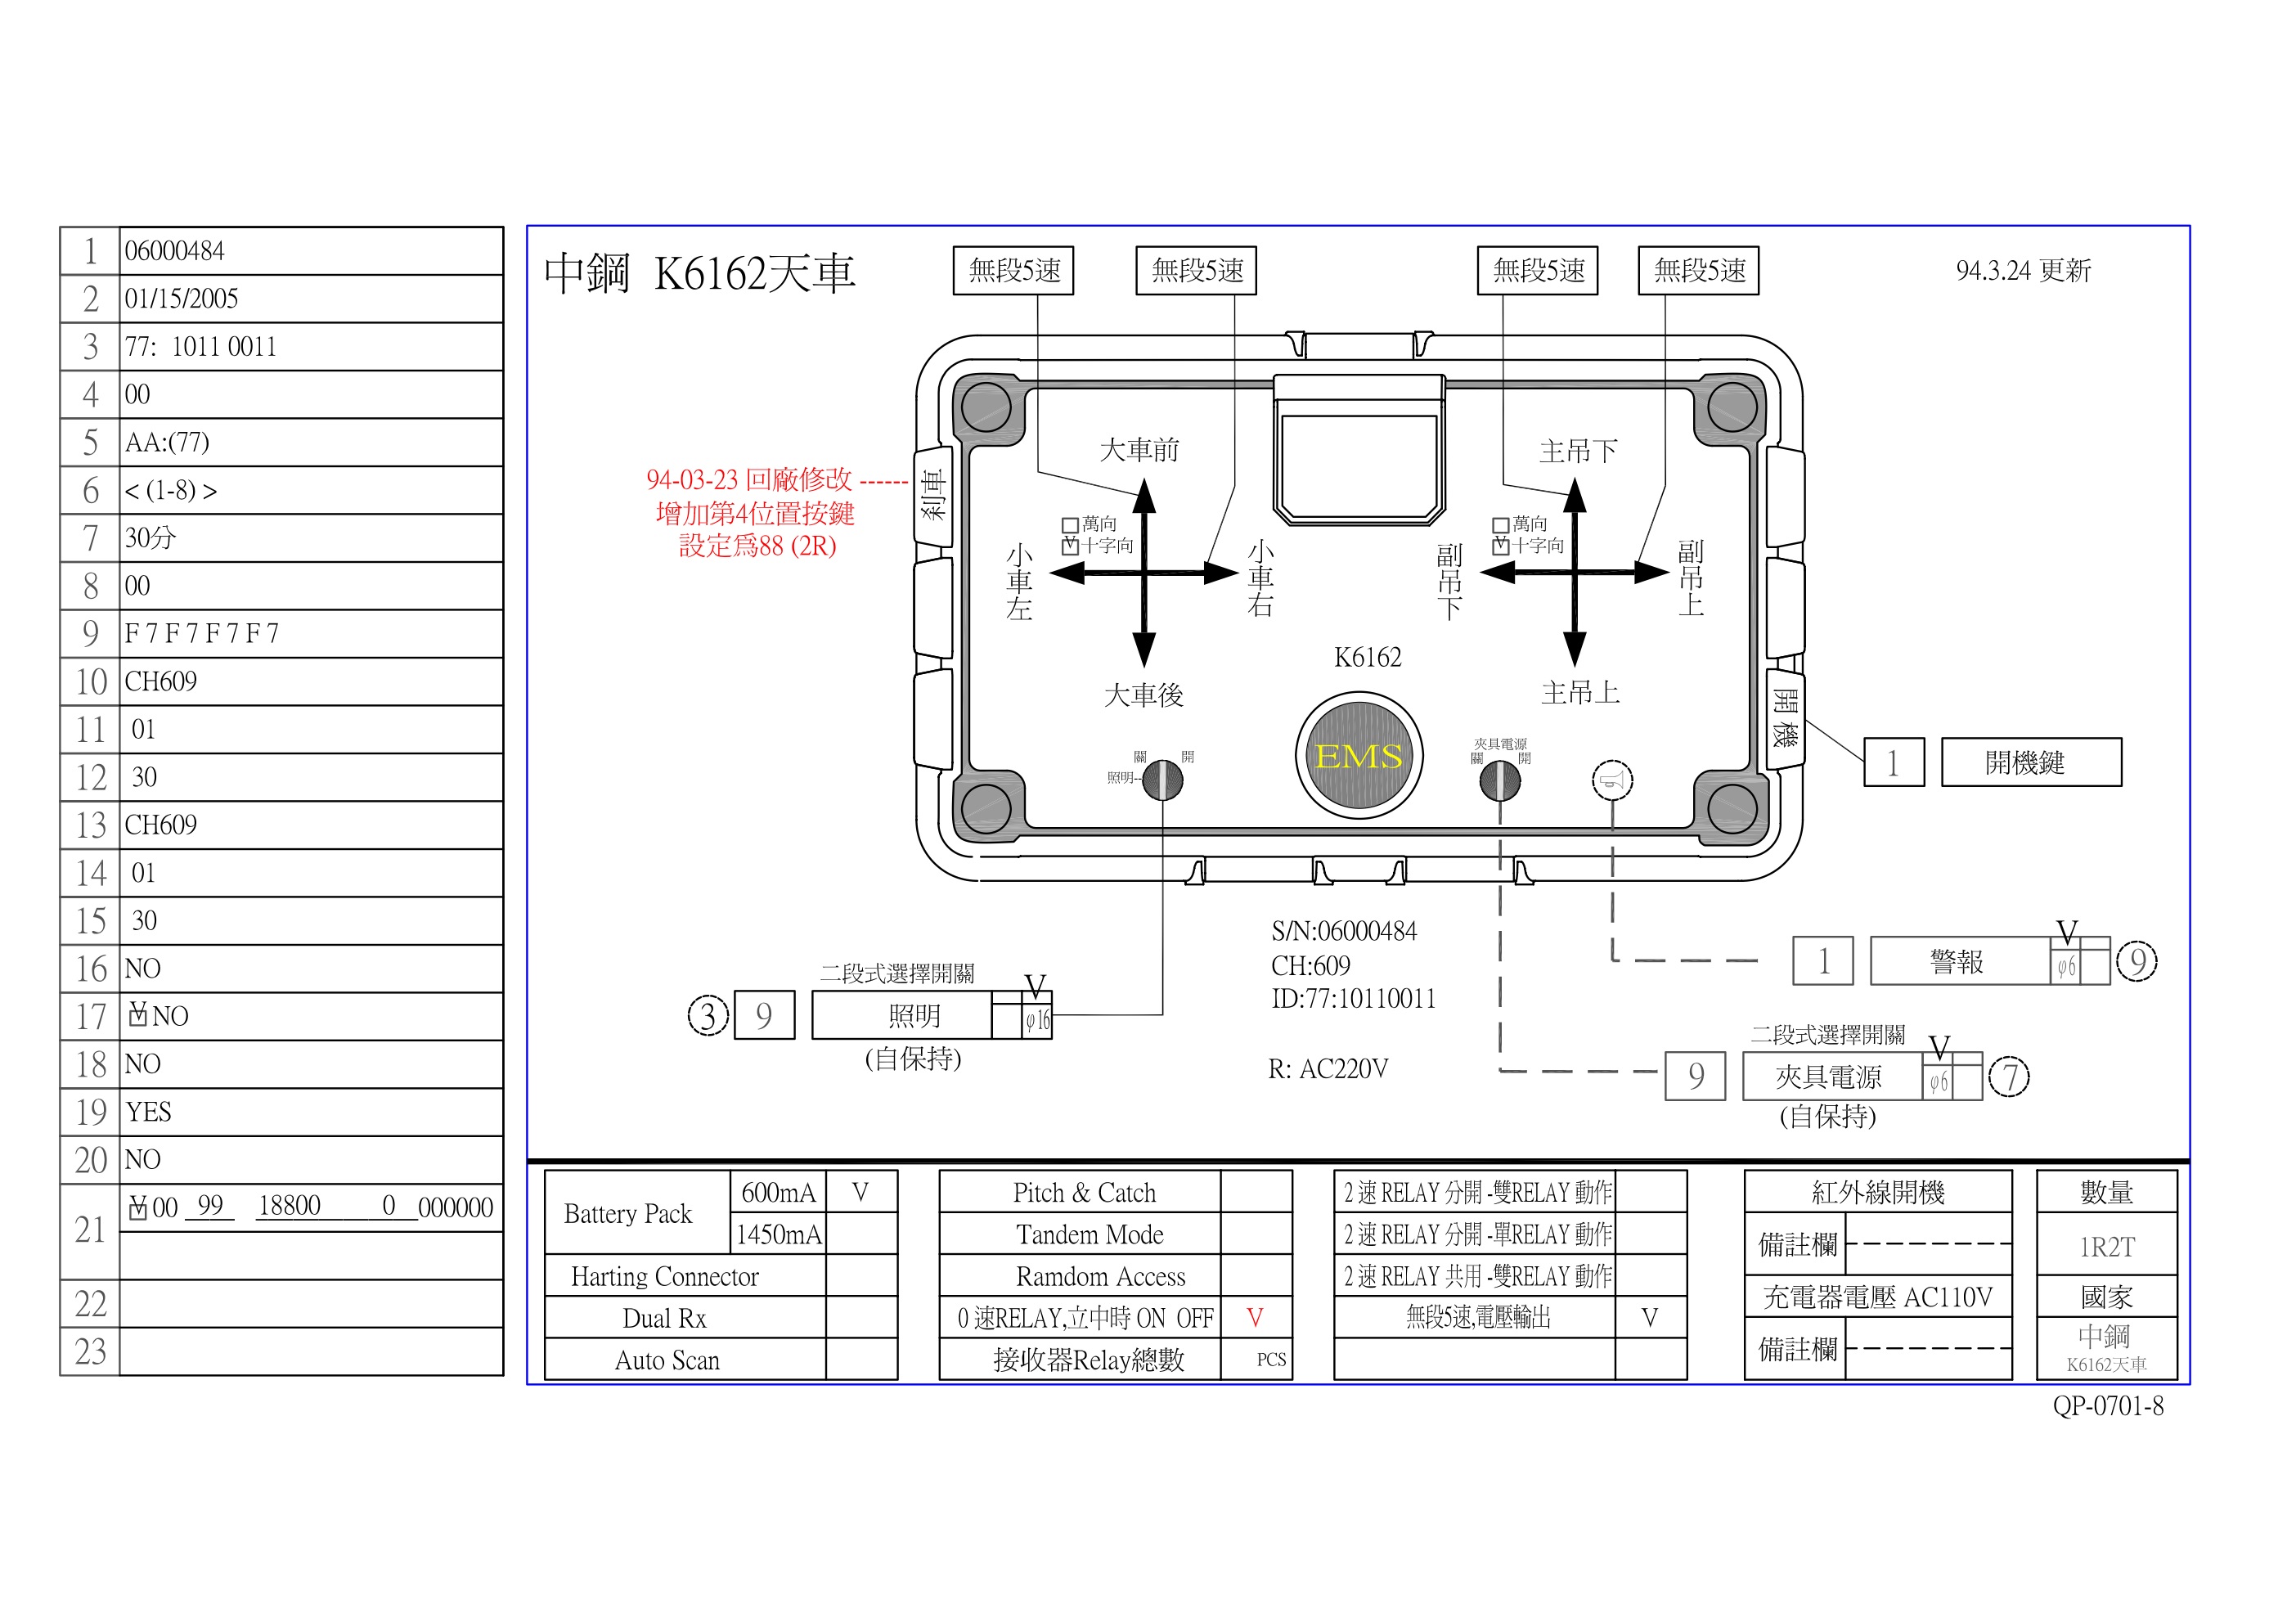 1 06000484
2 01/15/2005
3 77: 1011 0011
4 00
5 AA:(77)
6 < (1-8) >
7 30分
8 00
9 F 7 F 7 F 7 F 7
10 CH609
11 01
12 30
13 CH609
14 01
15 30
16 NO
17 V NO
18 NO
19 YES
20 NO
21 V 00 99 18800 0 000000
22
23
中鋼 K6162天車
無段5速 無段5速 無段5速 無段5速
94.3.24 更新
94-03-23 回廠修改 ------
增加第4位置按鍵
設定為88 (2R)
剎車
大車前
萬向
V 十字向
小車左
小車右
大車後
主吊下
萬向
V 十字向
副吊下
副吊上
主吊上
K6162
EMS
關 開
照明--
夾具電源
關 開
開機
1 開機鍵
S/N:06000484
CH:609
ID:77:10110011
R: AC220V
二段式選擇開關 V
③ 9 照明 φ16
(自保持)
V
1 警報 φ6 ⑨
二段式選擇開關 V
9 夾具電源 φ6 ⑦
(自保持)
Battery Pack 600mA V
1450mA
Harting Connector
Dual Rx
Auto Scan
Pitch & Catch
Tandem Mode
Ramdom Access
0 速RELAY,立中時 ON OFF V
接收器Relay總數 PCS
2 速 RELAY 分開 -雙RELAY 動作
2 速 RELAY 分開 -單RELAY 動作
2 速 RELAY 共用 -雙RELAY 動作
無段5速,電壓輸出 V
紅外線開機
備註欄
充電器電壓 AC110V
備註欄
數量
1R2T
國家
中鋼
K6162天車
QP-0701-8